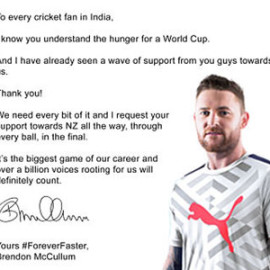 To every cricket fan in India,
know you understand the hunger for a World Cup.
And I have already seen a wave of support from you guys towards
us.
Thank you!
We need every bit of it and I request your
support towards NZ all the way, through
every ball, in the final.
It's the biggest game of our career and
over a billion voices rooting for us will
definitely count.
Yours #ForeverFaster,
Brendon McCullum